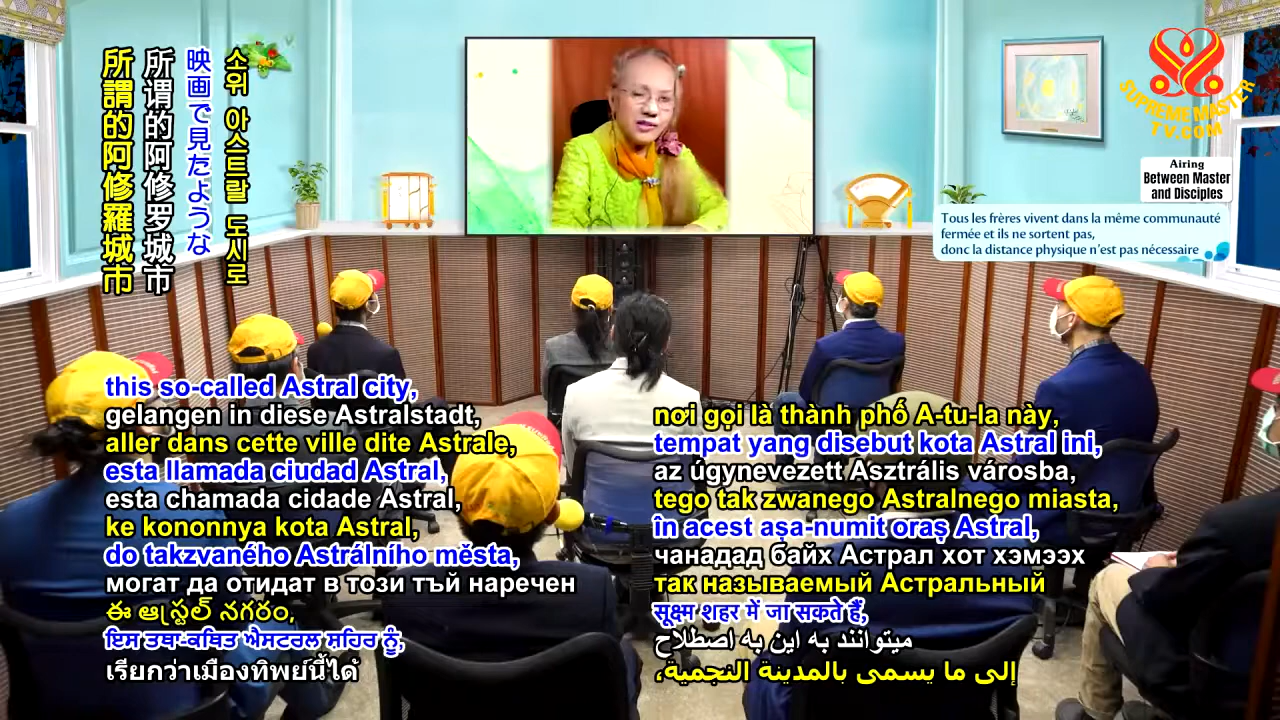 所謂的阿修羅城市
所谓的阿修罗城市
映画で見たような
소위 아스트랄 도시로
SUPREME MASTER
TV.COM
Airing
Between Master
and Disciples
Tous les frères vivent dans la même communauté
fermée et ils ne sortent pas,
donc la distance physique n'est pas nécessaire
this so-called Astral city,
gelangen in diese Astralstadt,
aller dans cette ville dite Astrale,
esta llamada ciudad Astral,
esta chamada cidade Astral,
ke kononnya kota Astral,
do takzvaného Astrálního města,
могат да отидат в този тъй наречен
ఈ ఆస్ట్రల్ నగరం,
ਇਸ ਤਥਾ-ਕਥਿਤ ਐਸਟਰਲ ਸ਼ਹਿਰ ਨੂੰ,
เรียกว่าเมืองทิพย์นี้ได้
nơi gọi là thành phố A-tu-la này,
tempat yang disebut kota Astral ini,
az úgynevezett Asztrális városba,
tego tak zwanego Astralnego miasta,
în acest așa-numit oraș Astral,
чанадад байх Астрал хот хэмээх
так называемый Астральный
सूक्ष्म शहर में जा सकते हैं,
میتوانند به این به اصطلاح
إلى ما يسمى بالمدينة النجمية،